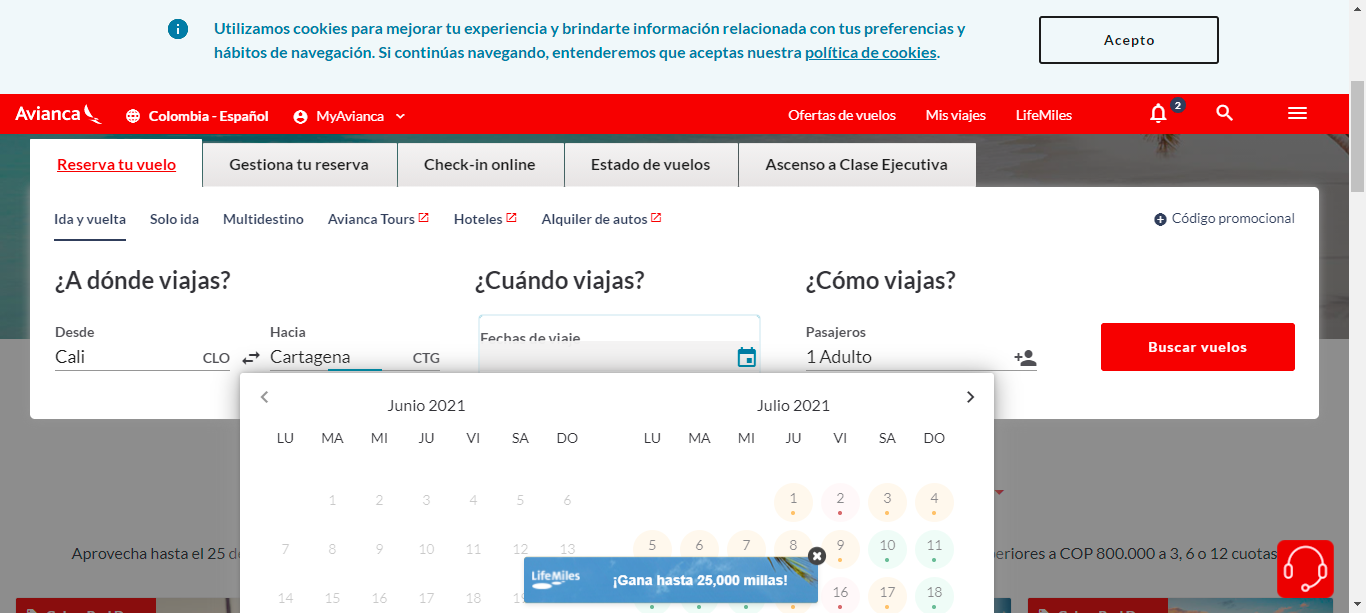 Utilizamos cookies para mejorar tu experiencia y brindarte información relacionada con tus preferencias y
hábitos de navegación. Si continúas navegando, entenderemos que aceptas nuestra política de cookies.
Acepto
Avianca
Colombia - Español
MyAvianca
Ofertas de vuelos
Mis viajes
LifeMiles
2
Reserva tu vuelo
Gestiona tu reserva
Check-in online
Estado de vuelos
Ascenso a Clase Ejecutiva
Ida y vuelta
Solo ida
Multidestino
Avianca Tours
Hoteles
Alquiler de autos
Código promocional
¿A dónde viajas?
¿Cuándo viajas?
¿Cómo viajas?
Desde
Hacia
Fechas de viaje
Pasajeros
Cali CLO
Cartagena CTG
1 Adulto
Buscar vuelos
Junio 2021
Julio 2021
LU MA MI JU VI SA DO
LU MA MI JU VI SA DO
1 2 3 4 5 6
1 2 3 4
7 8 9 10 11 12 13
5 6 7 8 9 10 11
Aprovecha hasta el 25 de
eriores a COP 800.000 a 3, 6 o 12 cuotas
LifeMiles
¡Gana hasta 25,000 millas!
14 15 16 17 18
16 17 18